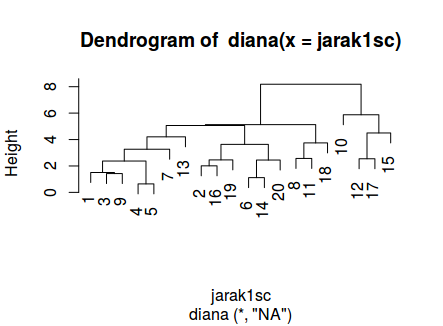 Dendrogram of diana(x = jarak1sc)
Height
0 2 4 6 8
1 3 9 4 5 7 13 2 16 19 6 14 20 8 11 18 10 12 17 15
jarak1sc
diana (*, "NA")